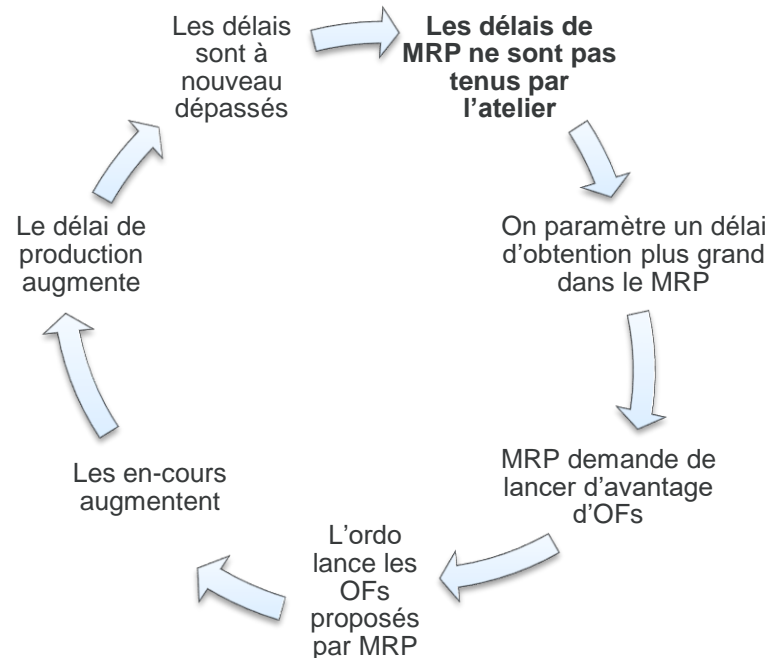 Les délais
sont à
nouveau
dépassés
Les délais de
MRP ne sont pas
tenus par
l'atelier
On paramètre un délai
d'obtention plus grand
dans le MRP
MRP demande de
lancer d'avantage
d'OFs
L'ordo
lance les
OFs
proposés
par MRP
Les en-cours
augmentent
Le délai de
production
augmente